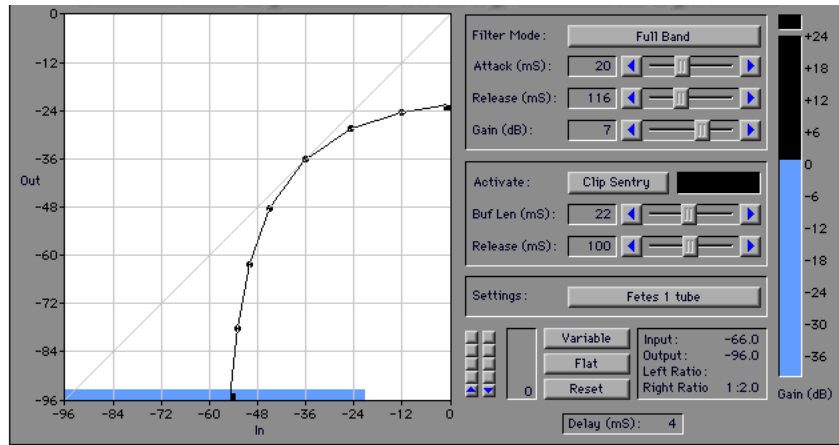 0
-12
-24
-36
-48
-60
-72
-84
-96
Out
-96 -84 -72 -60 -48 -36 -24 -12 0
In
Filter Mode: Full Band
Attack (mS): 20
Release (mS): 116
Gain (dB): 7
Activate: Clip Sentry
Buf Len (mS): 22
Release (mS): 100
Settings: Fetes 1 tube
0
Variable
Flat
Reset
Input: -66.0
Output: -96.0
Left Ratio:
Right Ratio 1:2.0
Delay (mS): 4
+24
+18
+12
+6
0
-6
-12
-18
-24
-30
-36
Gain (dB)